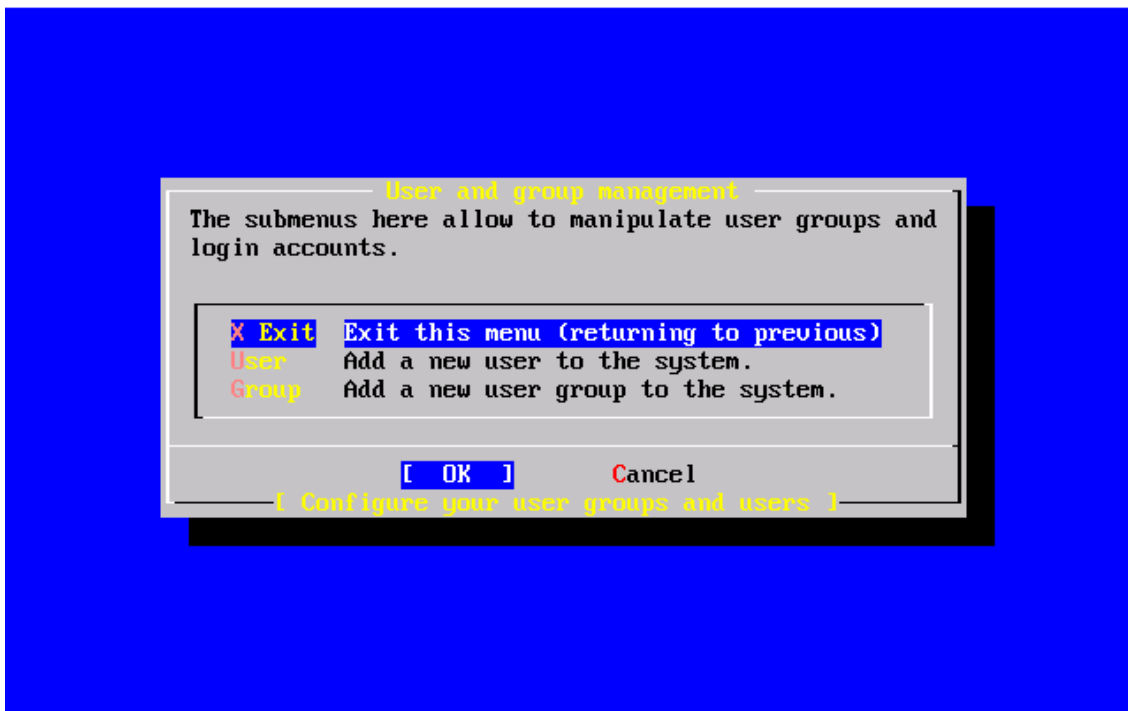 User and group management
The submenus here allow to manipulate user groups and
login accounts.
X Exit Exit this menu (returning to previous)
User Add a new user to the system.
Group Add a new user group to the system.
[ OK ] Cancel
[ Configure your user groups and users ]